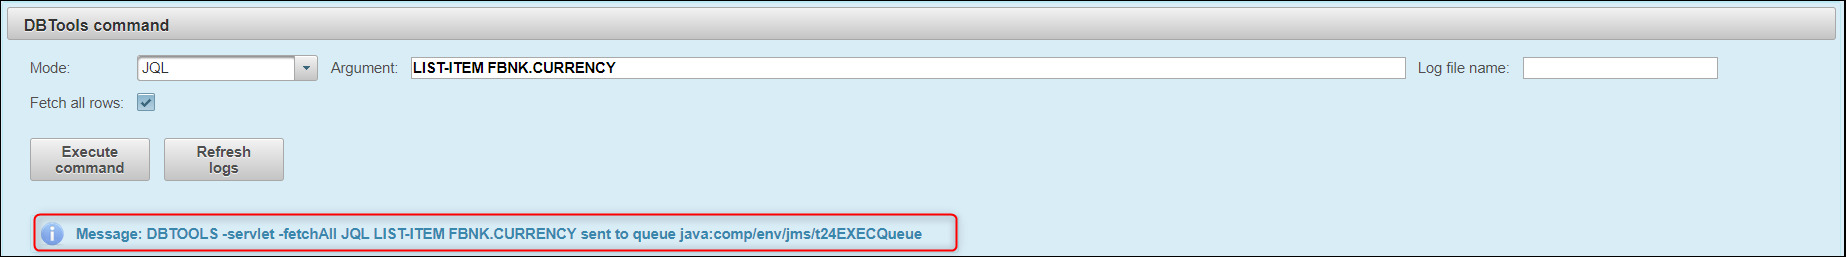 DBTools command
Mode: JQL Argument: LIST-ITEM FBNK.CURRENCY Log file name:
Fetch all rows:
Execute command
Refresh logs
Message: DBTOOLS -servlet -fetchAll JQL LIST-ITEM FBNK.CURRENCY sent to queue java:comp/env/jms/t24EXECQueue